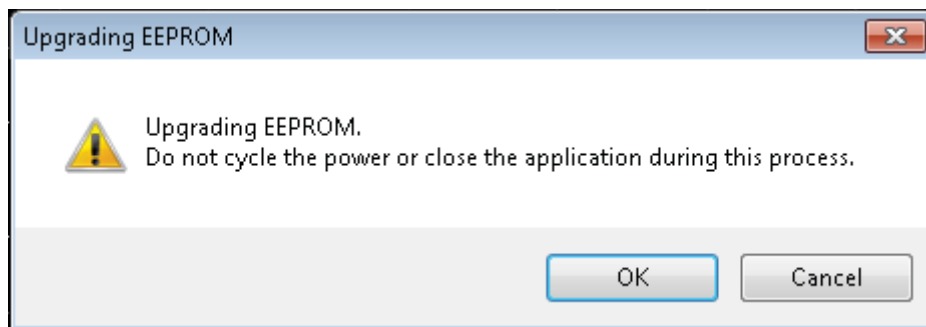 Upgrading EEPROM
Upgrading EEPROM.
Do not cycle the power or close the application during this process.
OK
Cancel